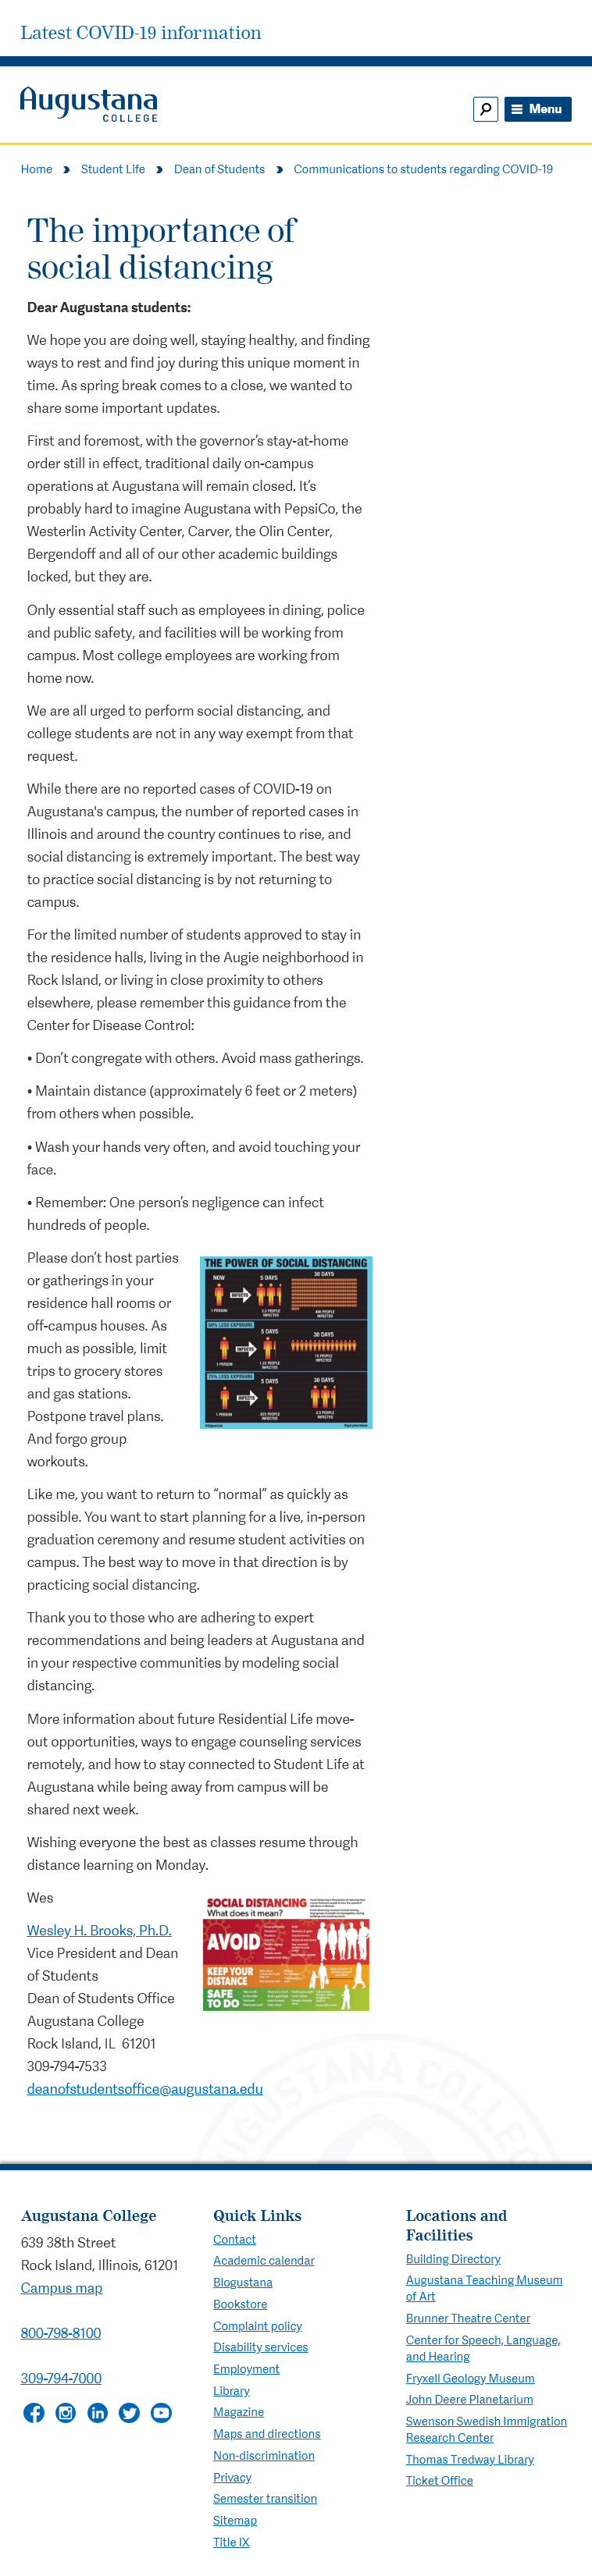 Latest COVID-19 information
Augustana
COLLEGE
Menu
Home
Student Life
Dean of Students
Communications to students regarding COVID-19
The importance of
social distancing
Dear Augustana students:
We hope you are doing well, staying healthy, and finding
ways to rest and find joy during this unique moment in
time. As spring break comes to a close, we wanted to
share some important updates.
First and foremost, with the governor’s stay-at-home
order still in effect, traditional daily on-campus
operations at Augustana will remain closed. It’s
probably hard to imagine Augustana with PepsiCo, the
Westerlin Activity Center, Carver, the Olin Center,
Bergendoff and all of our other academic buildings
locked, but they are.
Only essential staff such as employees in dining, police
and public safety, and facilities will be working from
campus. Most college employees are working from
home now.
We are all urged to perform social distancing, and
college students are not in any way exempt from that
request.
While there are no reported cases of COVID-19 on
Augustana's campus, the number of reported cases in
Illinois and around the country continues to rise, and
social distancing is extremely important. The best way
to practice social distancing is by not returning to
campus.
For the limited number of students approved to stay in
the residence halls, living in the Augie neighborhood in
Rock Island, or living in close proximity to others
elsewhere, please remember this guidance from the
Center for Disease Control:
• Don’t congregate with others. Avoid mass gatherings.
• Maintain distance (approximately 6 feet or 2 meters)
from others when possible.
• Wash your hands very often, and avoid touching your
face.
• Remember: One person’s negligence can infect
hundreds of people.
Please don’t host parties
or gatherings in your
residence hall rooms or
off-campus houses. As
much as possible, limit
trips to grocery stores
and gas stations.
Postpone travel plans.
And forgo group
workouts.
THE POWER OF SOCIAL DISTANCING
NOW
5 DAYS
30 DAYS
1 PERSON
INFECTS
2.5 PEOPLE
INFECTED
406 PEOPLE
INFECTED
50% LESS EXPOSURE
5 DAYS
30 DAYS
1 PERSON
INFECTS
1.25 PEOPLE
INFECTED
15 PEOPLE
INFECTED
75% LESS EXPOSURE
5 DAYS
30 DAYS
1 PERSON
INFECTS
.625 PEOPLE
INFECTED
2.5 PEOPLE
INFECTED
Like me, you want to return to “normal” as quickly as
possible. You want to start planning for a live, in-person
graduation ceremony and resume student activities on
campus. The best way to move in that direction is by
practicing social distancing.
Thank you to those who are adhering to expert
recommendations and being leaders at Augustana and
in your respective communities by modeling social
distancing.
More information about future Residential Life move-
out opportunities, ways to engage counseling services
remotely, and how to stay connected to Student Life at
Augustana while being away from campus will be
shared next week.
Wishing everyone the best as classes resume through
distance learning on Monday.
Wes
Wesley H. Brooks, Ph.D.
Vice President and Dean
of Students
Dean of Students Office
Augustana College
Rock Island, IL  61201
309-794-7533
deanofstudentsoffice@augustana.edu
SOCIAL DISTANCING
What does it mean?
AVOID
KEEP YOUR
DISTANCE
SAFE
TO DO
AUGUSTANA COLLEGE
Augustana College
639 38th Street
Rock Island, Illinois, 61201
Campus map
800-798-8100
309-794-7000
Quick Links
Contact
Academic calendar
Blogustana
Bookstore
Complaint policy
Disability services
Employment
Library
Magazine
Maps and directions
Non-discrimination
Privacy
Semester transition
Sitemap
Title IX
Locations and
Facilities
Building Directory
Augustana Teaching Museum
of Art
Brunner Theatre Center
Center for Speech, Language,
and Hearing
Fryxell Geology Museum
John Deere Planetarium
Swenson Swedish Immigration
Research Center
Thomas Tredway Library
Ticket Office